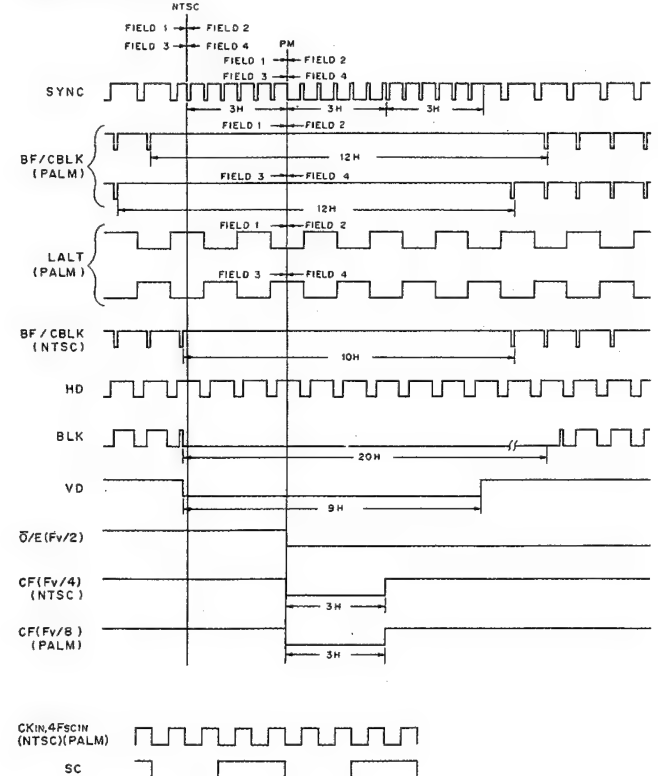 NTSC
FIELD 1 FIELD 2
FIELD 3 FIELD 4
PM
FIELD 1 FIELD 2
FIELD 3 FIELD 4
SYNC
3H 3H 3H
FIELD 1 FIELD 2
BF/CBLK
(PALM)
12H
FIELD 3 FIELD 4
12H
FIELD 1 FIELD 2
LALT
(PALM)
FIELD 3 FIELD 4
BF/CBLK
(NTSC)
10H
HD
BLK
20H
VD
9H
O̅/E(Fv/2)
CF(Fv/4)
(NTSC)
3H
CF(Fv/8)
(PALM)
3H
CKIN,4FSCIN
(NTSC)(PALM)
SC